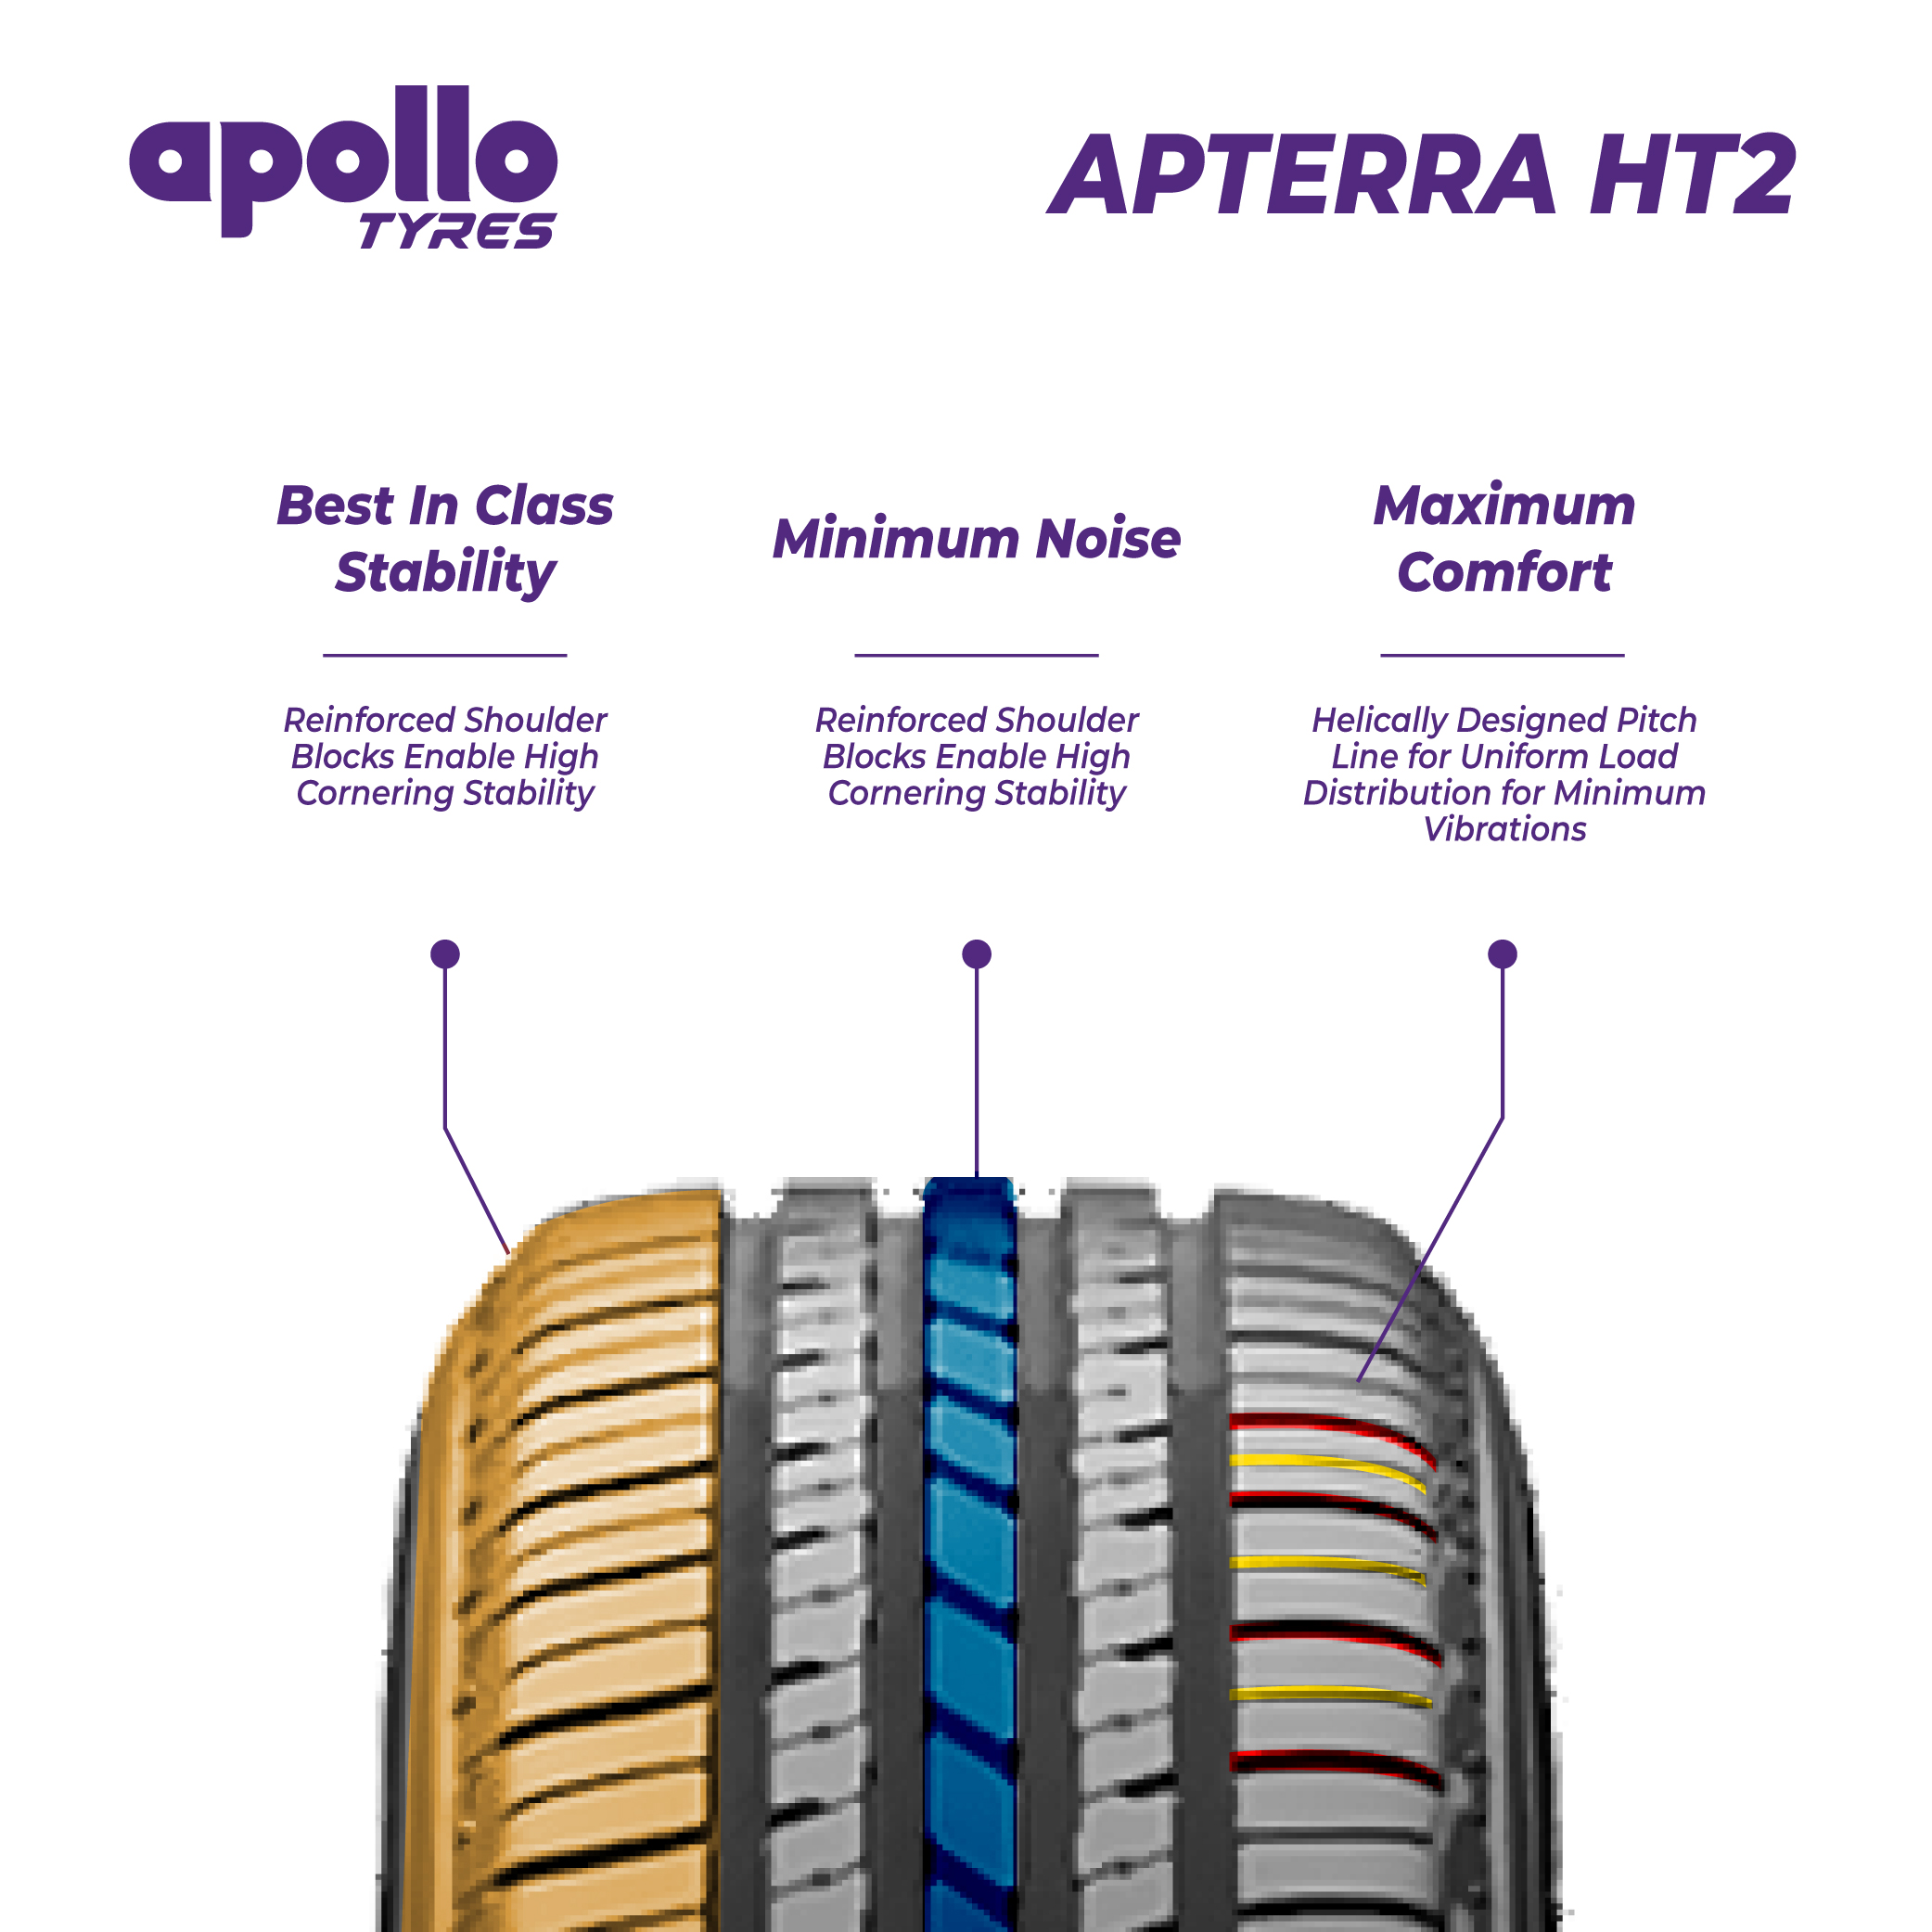 apollo
TYRES
APTERRA HT2
Best In Class
Stability
Reinforced Shoulder
Blocks Enable High
Cornering Stability
Minimum Noise
Reinforced Shoulder
Blocks Enable High
Cornering Stability
Maximum
Comfort
Helically Designed Pitch
Line for Uniform Load
Distribution for Minimum
Vibrations